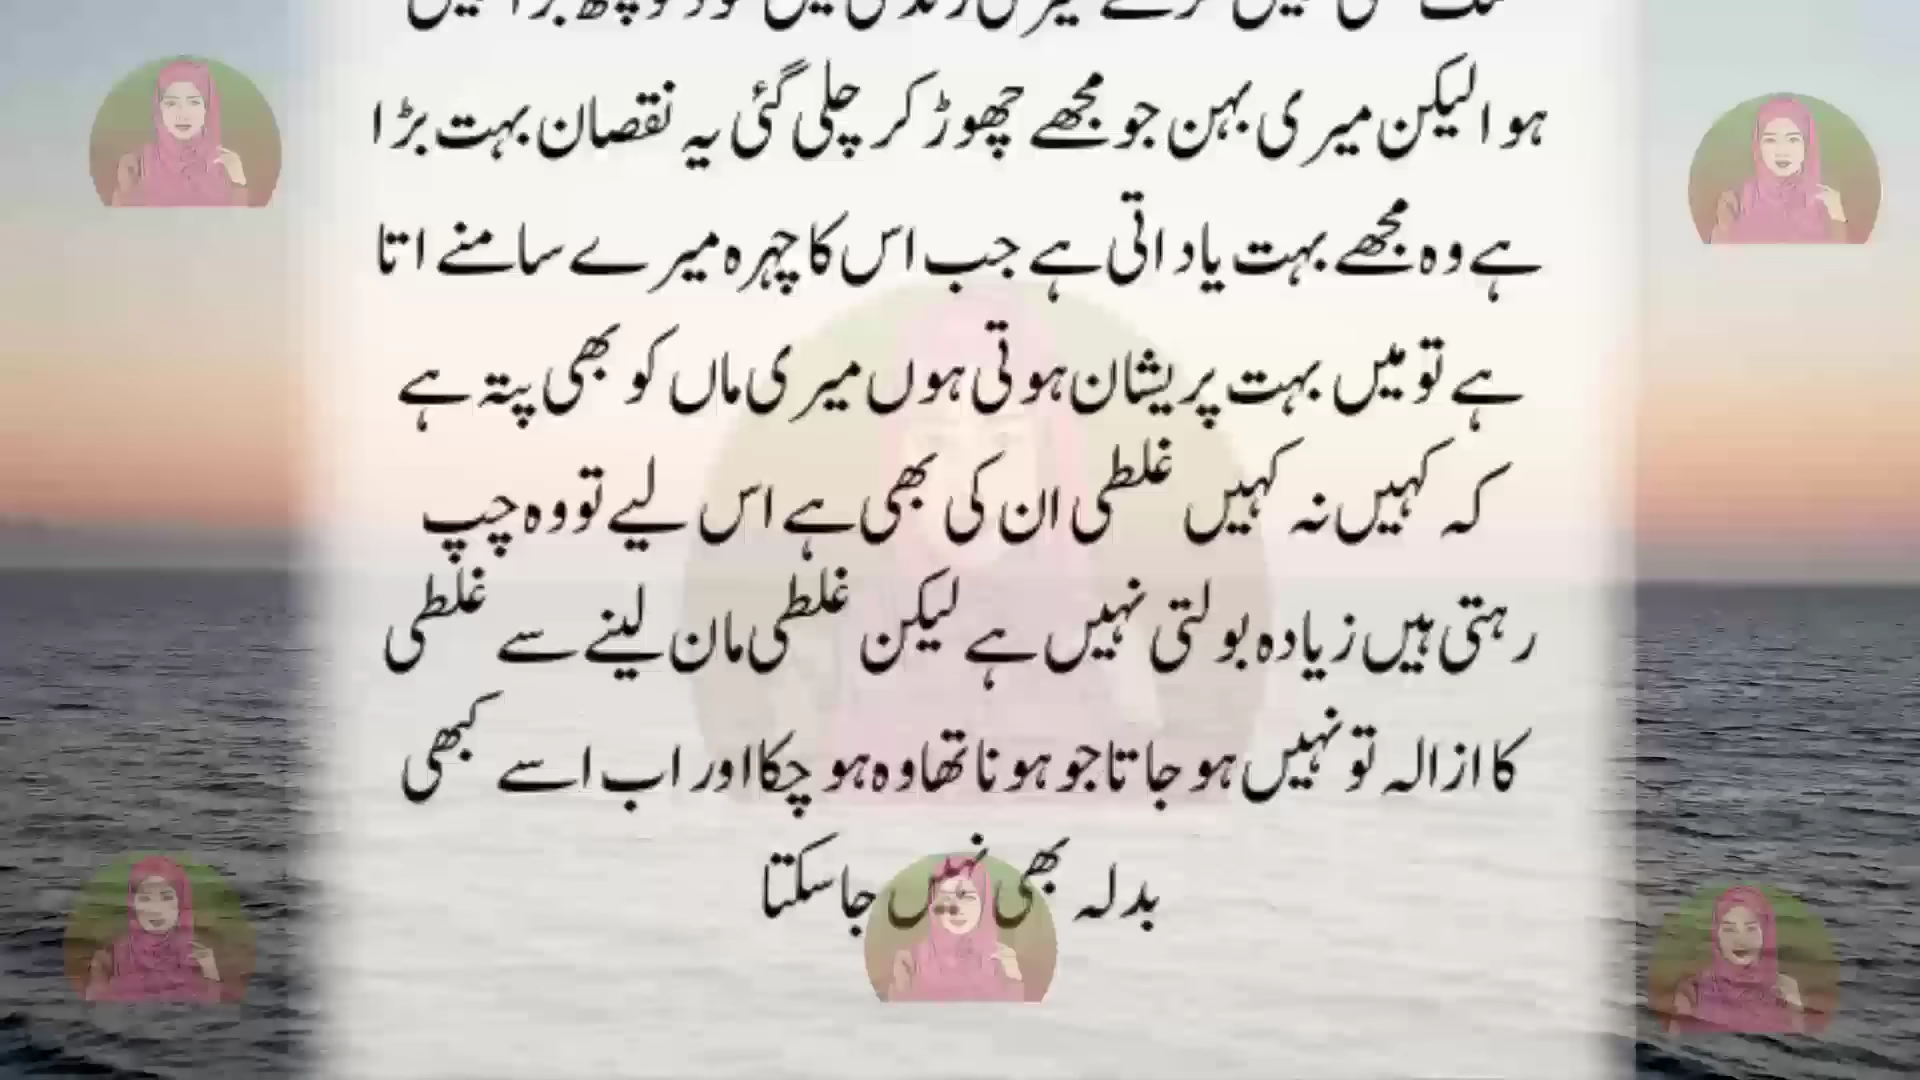 ہوا لیکن میری بہن جو مجھے چھوڑ کر چلی گئی یہ نقصان بہت بڑا
ہے وہ مجھے بہت یاد اتی ہے جب اس کا چہرہ میرے سامنے اتا
ہے تو میں بہت پریشان ہوتی ہوں میری ماں کو بھی پتہ ہے
کہ کہیں نہ کہیں غلطی ان کی بھی ہے اس لیے تو وہ چپ
رہتی ہیں زیادہ بولتی نہیں ہے لیکن غلطی مان لینے سے غلطی
کا ازالہ تو نہیں ہو جاتا جو ہونا تھا وہ ہو چکا اور اب اسے کبھی
بدلہ بھی نہیں جا سکتا